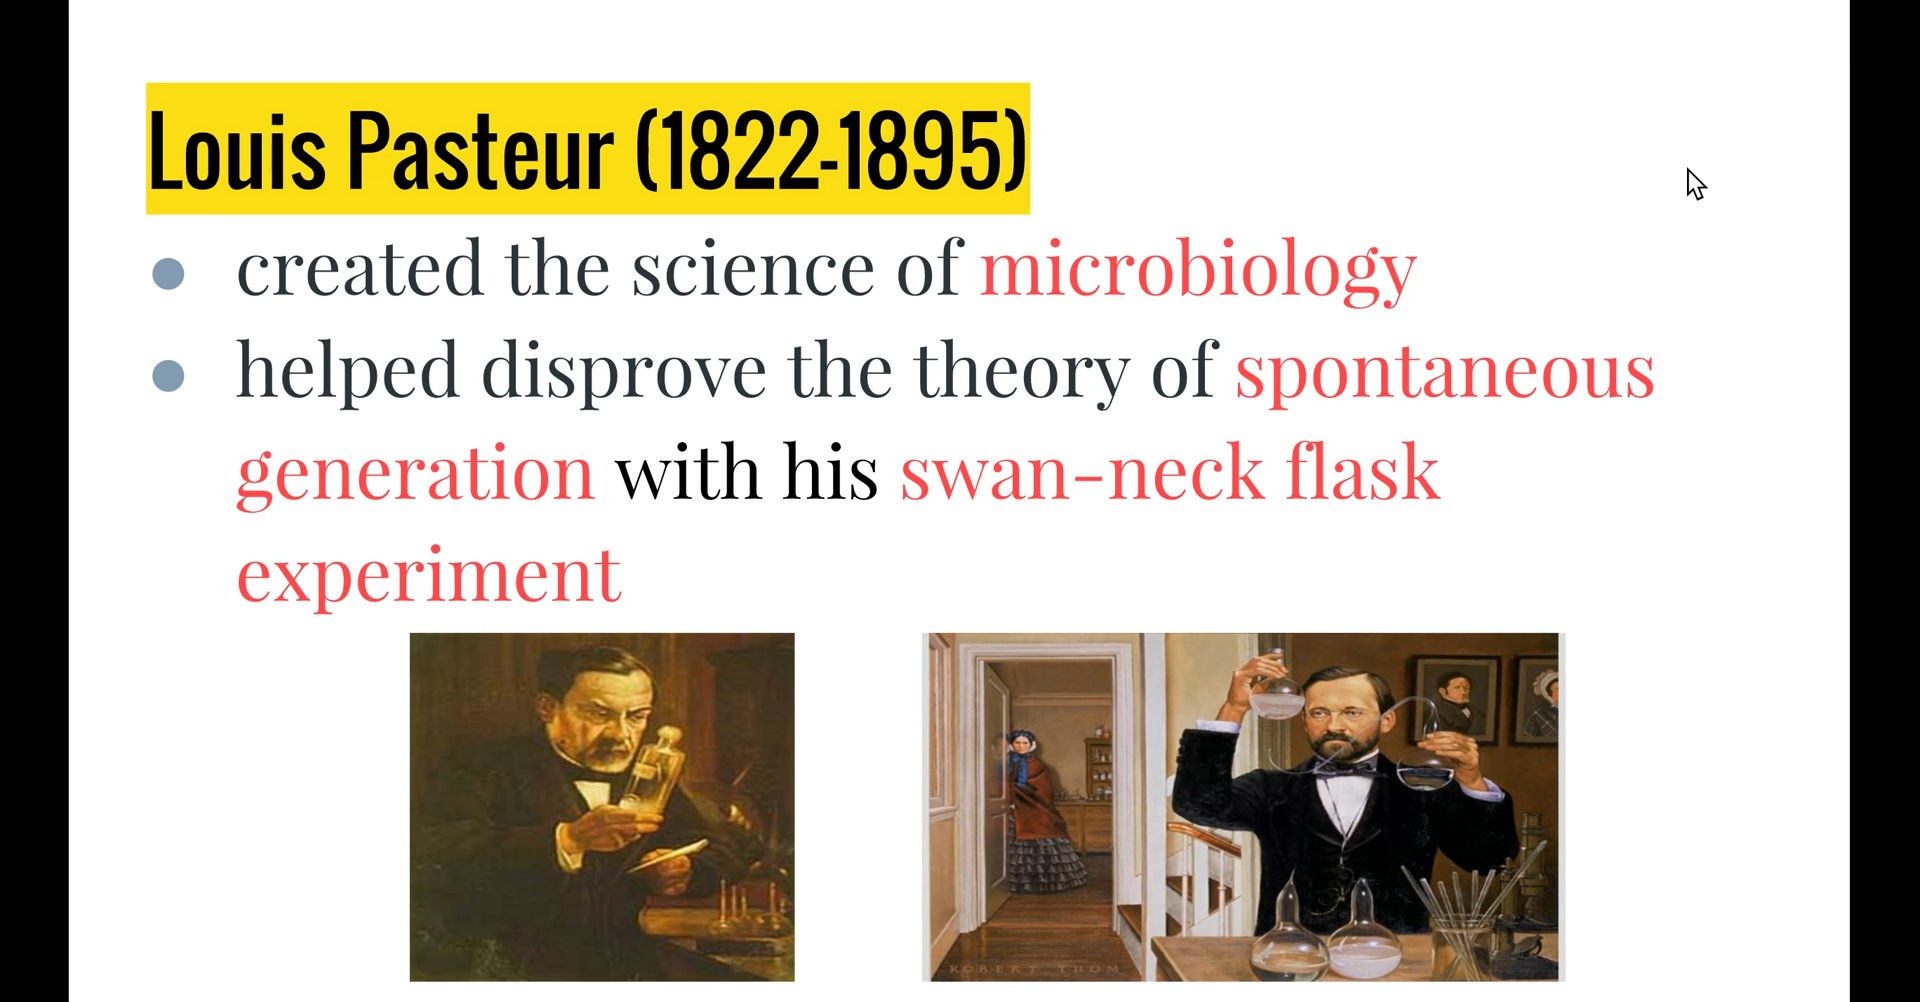 Louis Pasteur (1822-1895)
● created the science of microbiology
● helped disprove the theory of spontaneous
generation with his swan-neck flask
experiment
ROBERT THOM